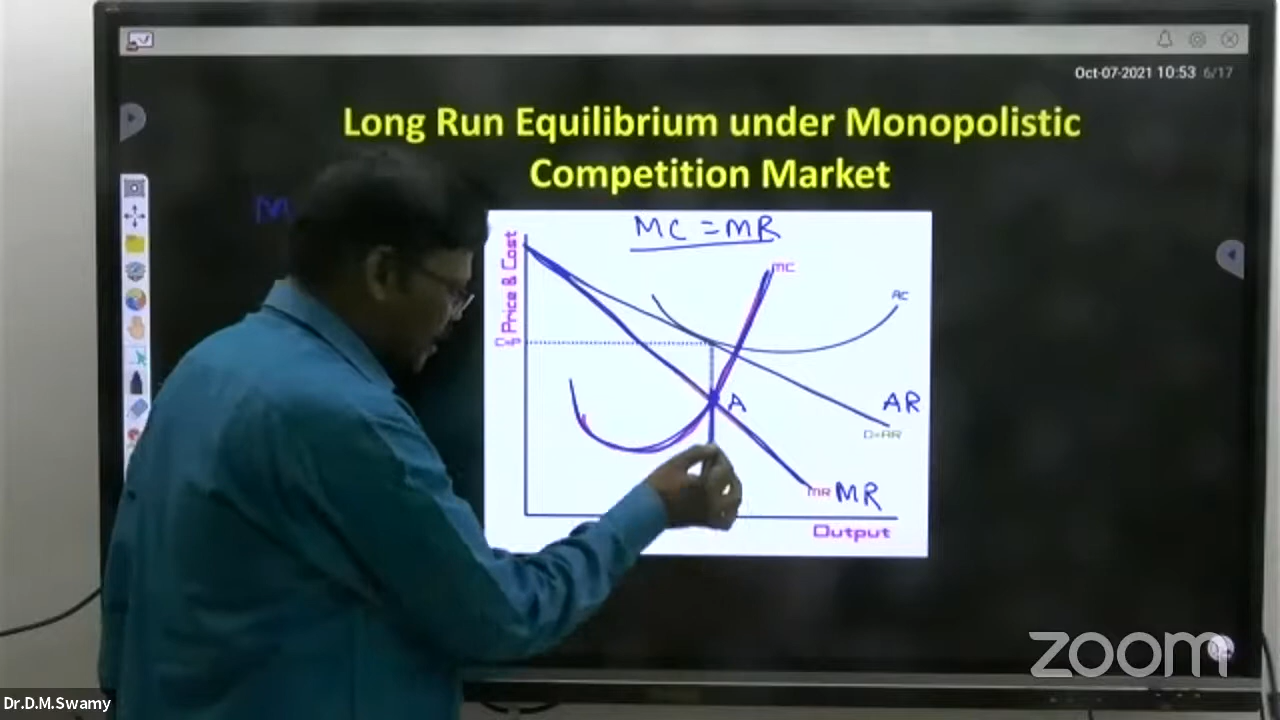 Oct-07-2021 10:53 6/17
Long Run Equilibrium under Monopolistic
Competition Market
M
MC = MR
Price & Cost
MC
AC
A
AR
D=AR
MR MR
Output
zoom
Dr.D.M.Swamy